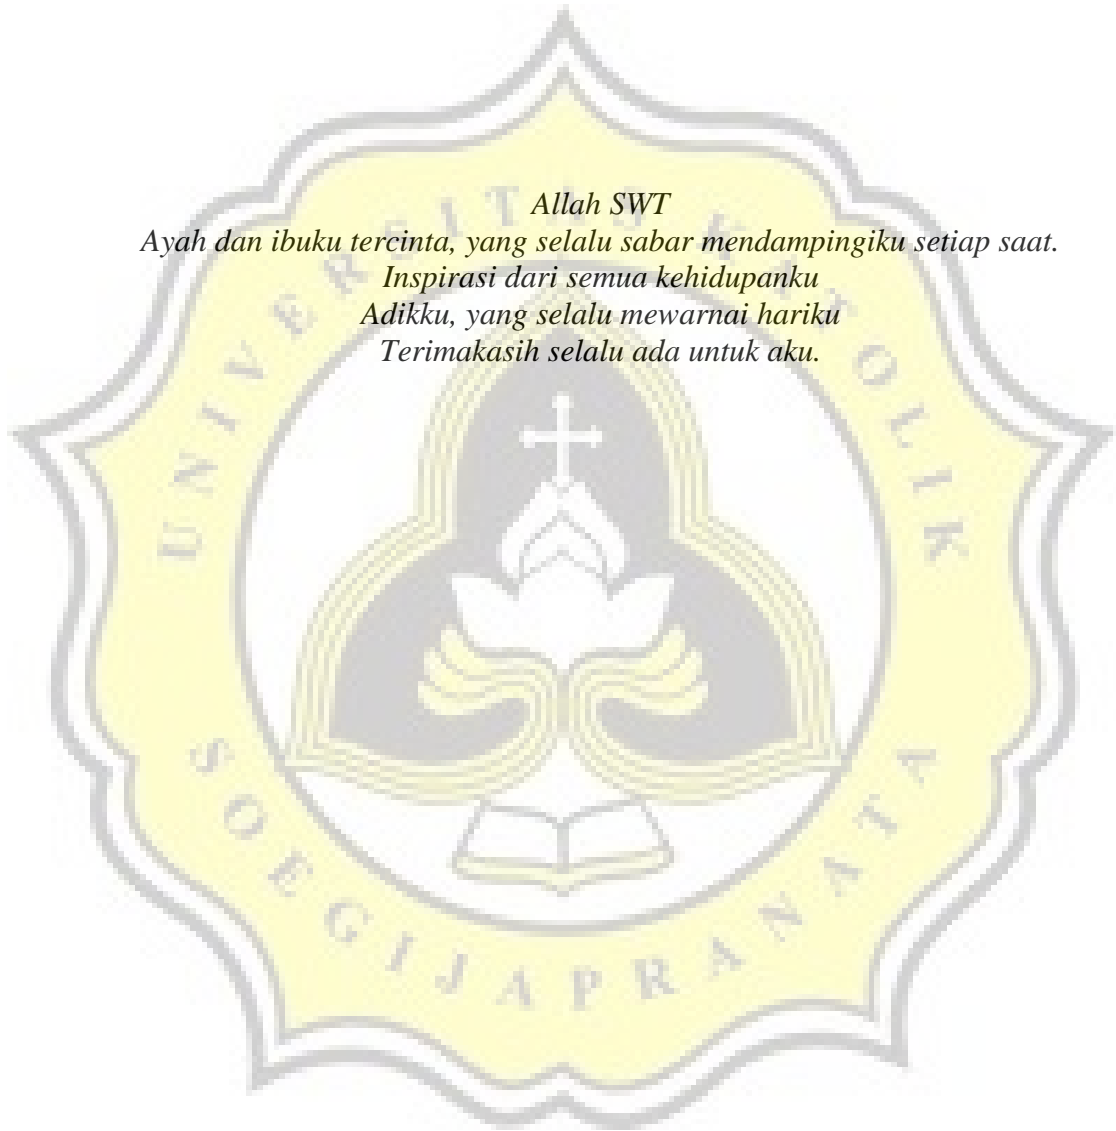 Allah SWT
Ayah dan ibuku tercinta, yang selalu sabar mendampingiku setiap saat.
Inspirasi dari semua kehidupanku
Adikku, yang selalu mewarnai hariku
Terimakasih selalu ada untuk aku.
UNIVERSITAS KATOLIK
SOEGIJAPRANATA